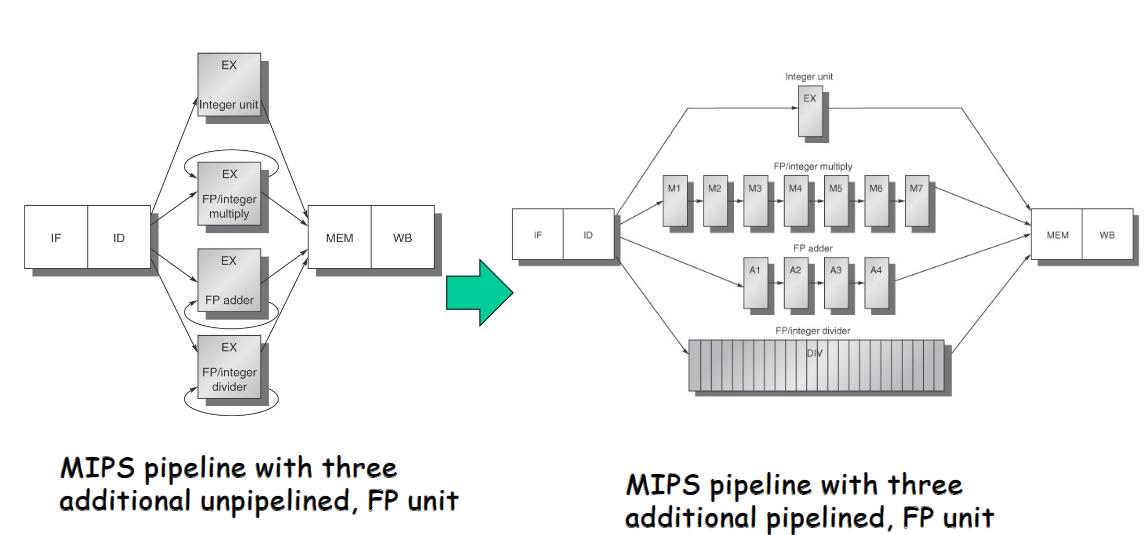 EX
Integer unit
EX
FP/integer
multiply
IF
ID
MEM
WB
EX
FP adder
EX
FP/integer
divider
MIPS pipeline with three
additional unpipelined, FP unit
Integer unit
EX
FP/integer multiply
M1
M2
M3
M4
M5
M6
M7
IF
ID
MEM
WB
FP adder
A1
A2
A3
A4
FP/integer divider
DIV
MIPS pipeline with three
additional pipelined, FP unit